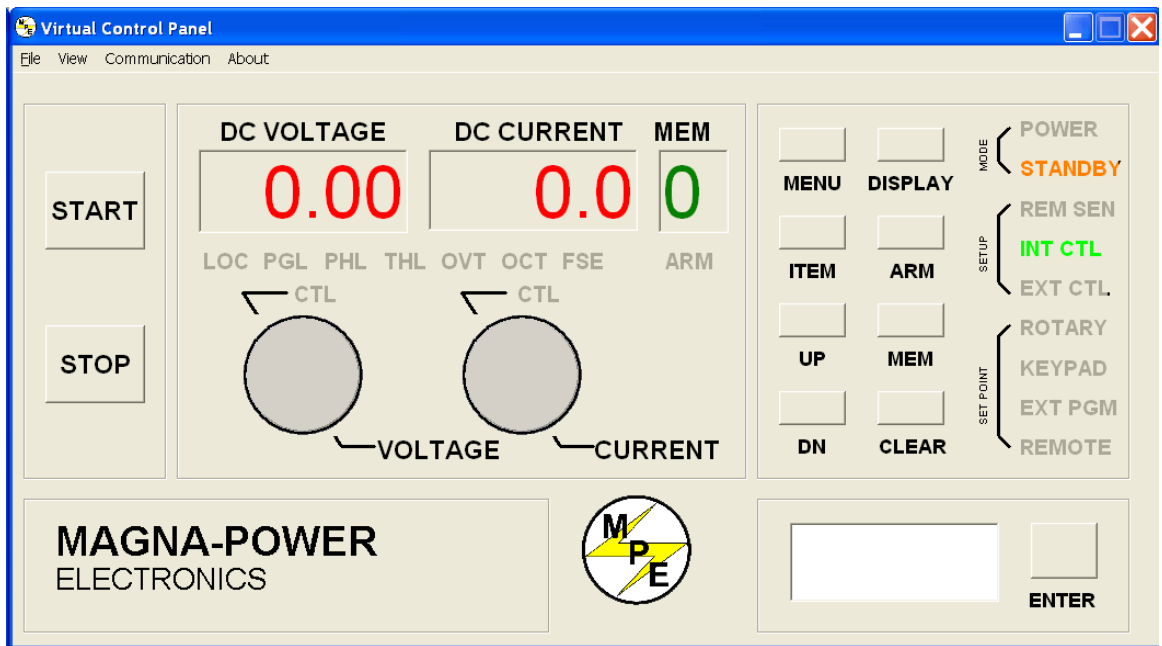 Virtual Control Panel
File View Communication About
START
STOP
DC VOLTAGE DC CURRENT MEM
0.00 0.0 0
LOC PGL PHL THL OVT OCT FSE ARM
CTL CTL
VOLTAGE CURRENT
MENU DISPLAY
ITEM ARM
UP MEM
DN CLEAR
MODE
POWER
STANDBY
SETUP
REM SEN
INT CTL
EXT CTL
SET POINT
ROTARY
KEYPAD
EXT PGM
REMOTE
MAGNA-POWER
ELECTRONICS
MPE
ENTER